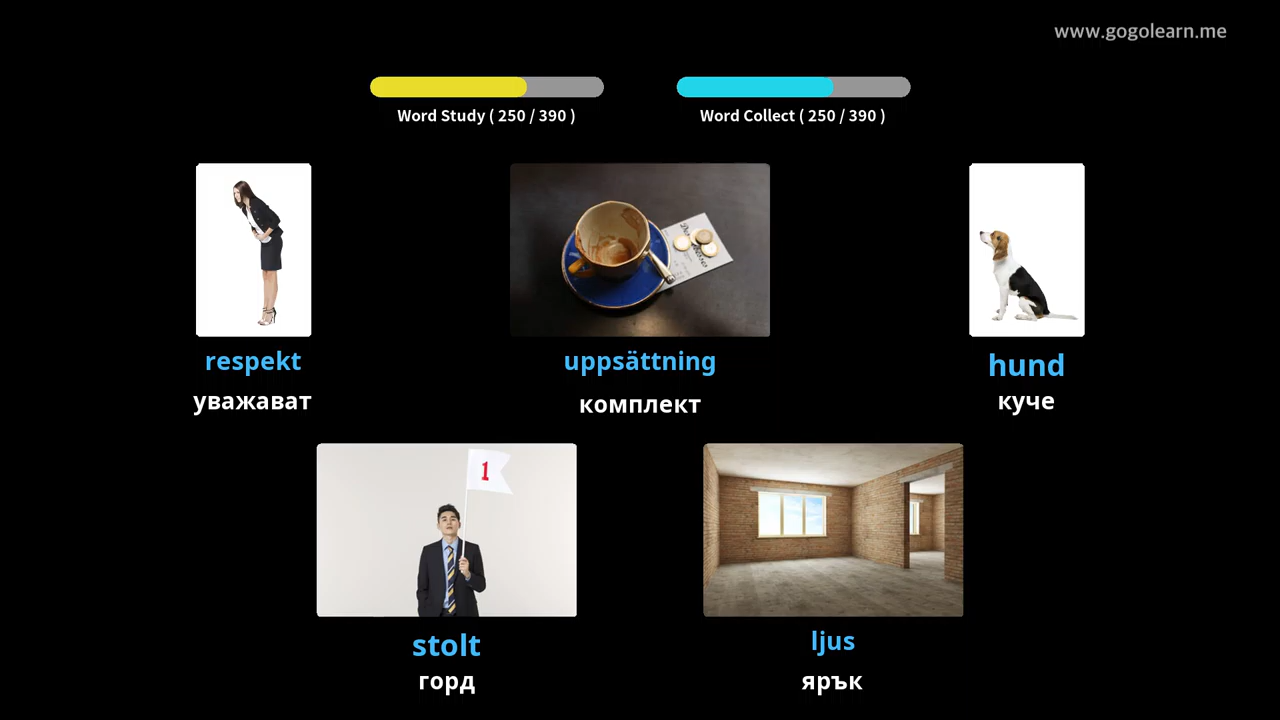 www.gogolearn.me
Word Study ( 250 / 390 )
Word Collect ( 250 / 390 )
respekt
уважават
uppsättning
комплект
hund
куче
1
stolt
горд
ljus
ярък